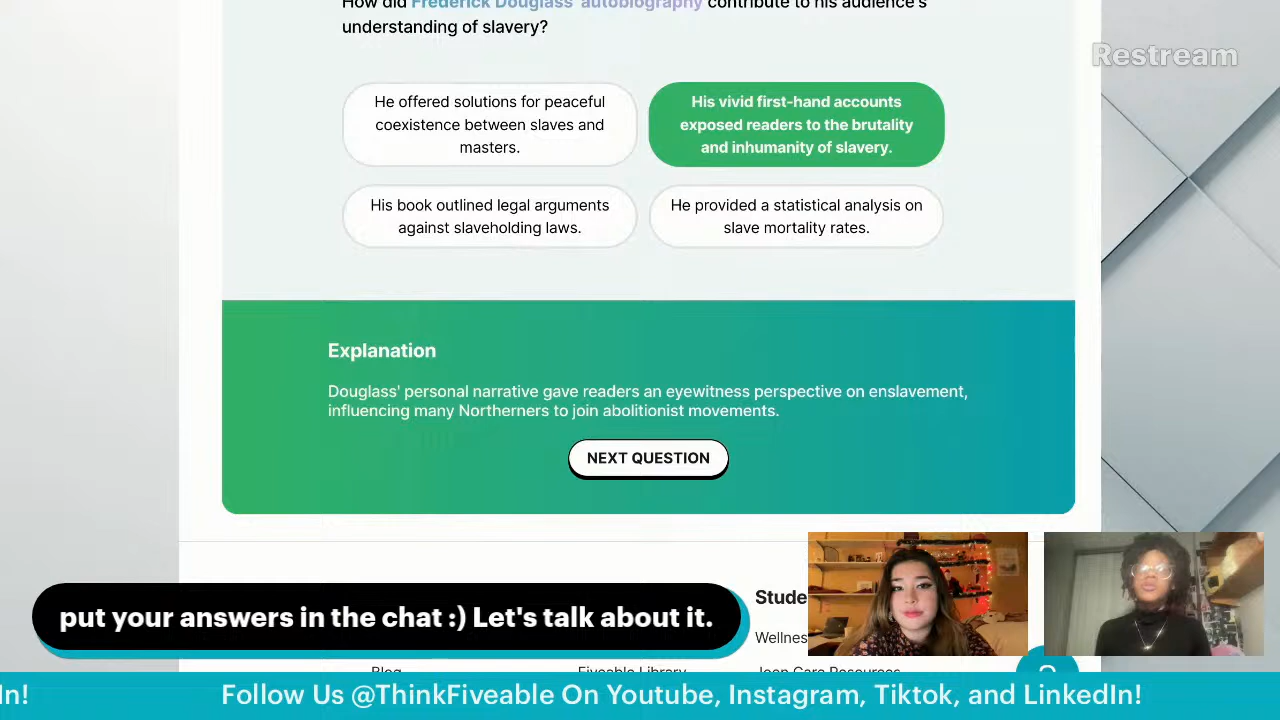 How did Frederick Douglass' autobiography contribute to his audience's
understanding of slavery?
Restream
He offered solutions for peaceful
coexistence between slaves and
masters.
His vivid first-hand accounts
exposed readers to the brutality
and inhumanity of slavery.
His book outlined legal arguments
against slaveholding laws.
He provided a statistical analysis on
slave mortality rates.
Explanation
Douglass' personal narrative gave readers an eyewitness perspective on enslavement,
influencing many Northerners to join abolitionist movements.
NEXT QUESTION
Stude
Wellnes
put your answers in the chat :) Let's talk about it.
Blog
Fiveable Library
In!
Follow Us @ThinkFiveable On Youtube, Instagram, Tiktok, and LinkedIn!